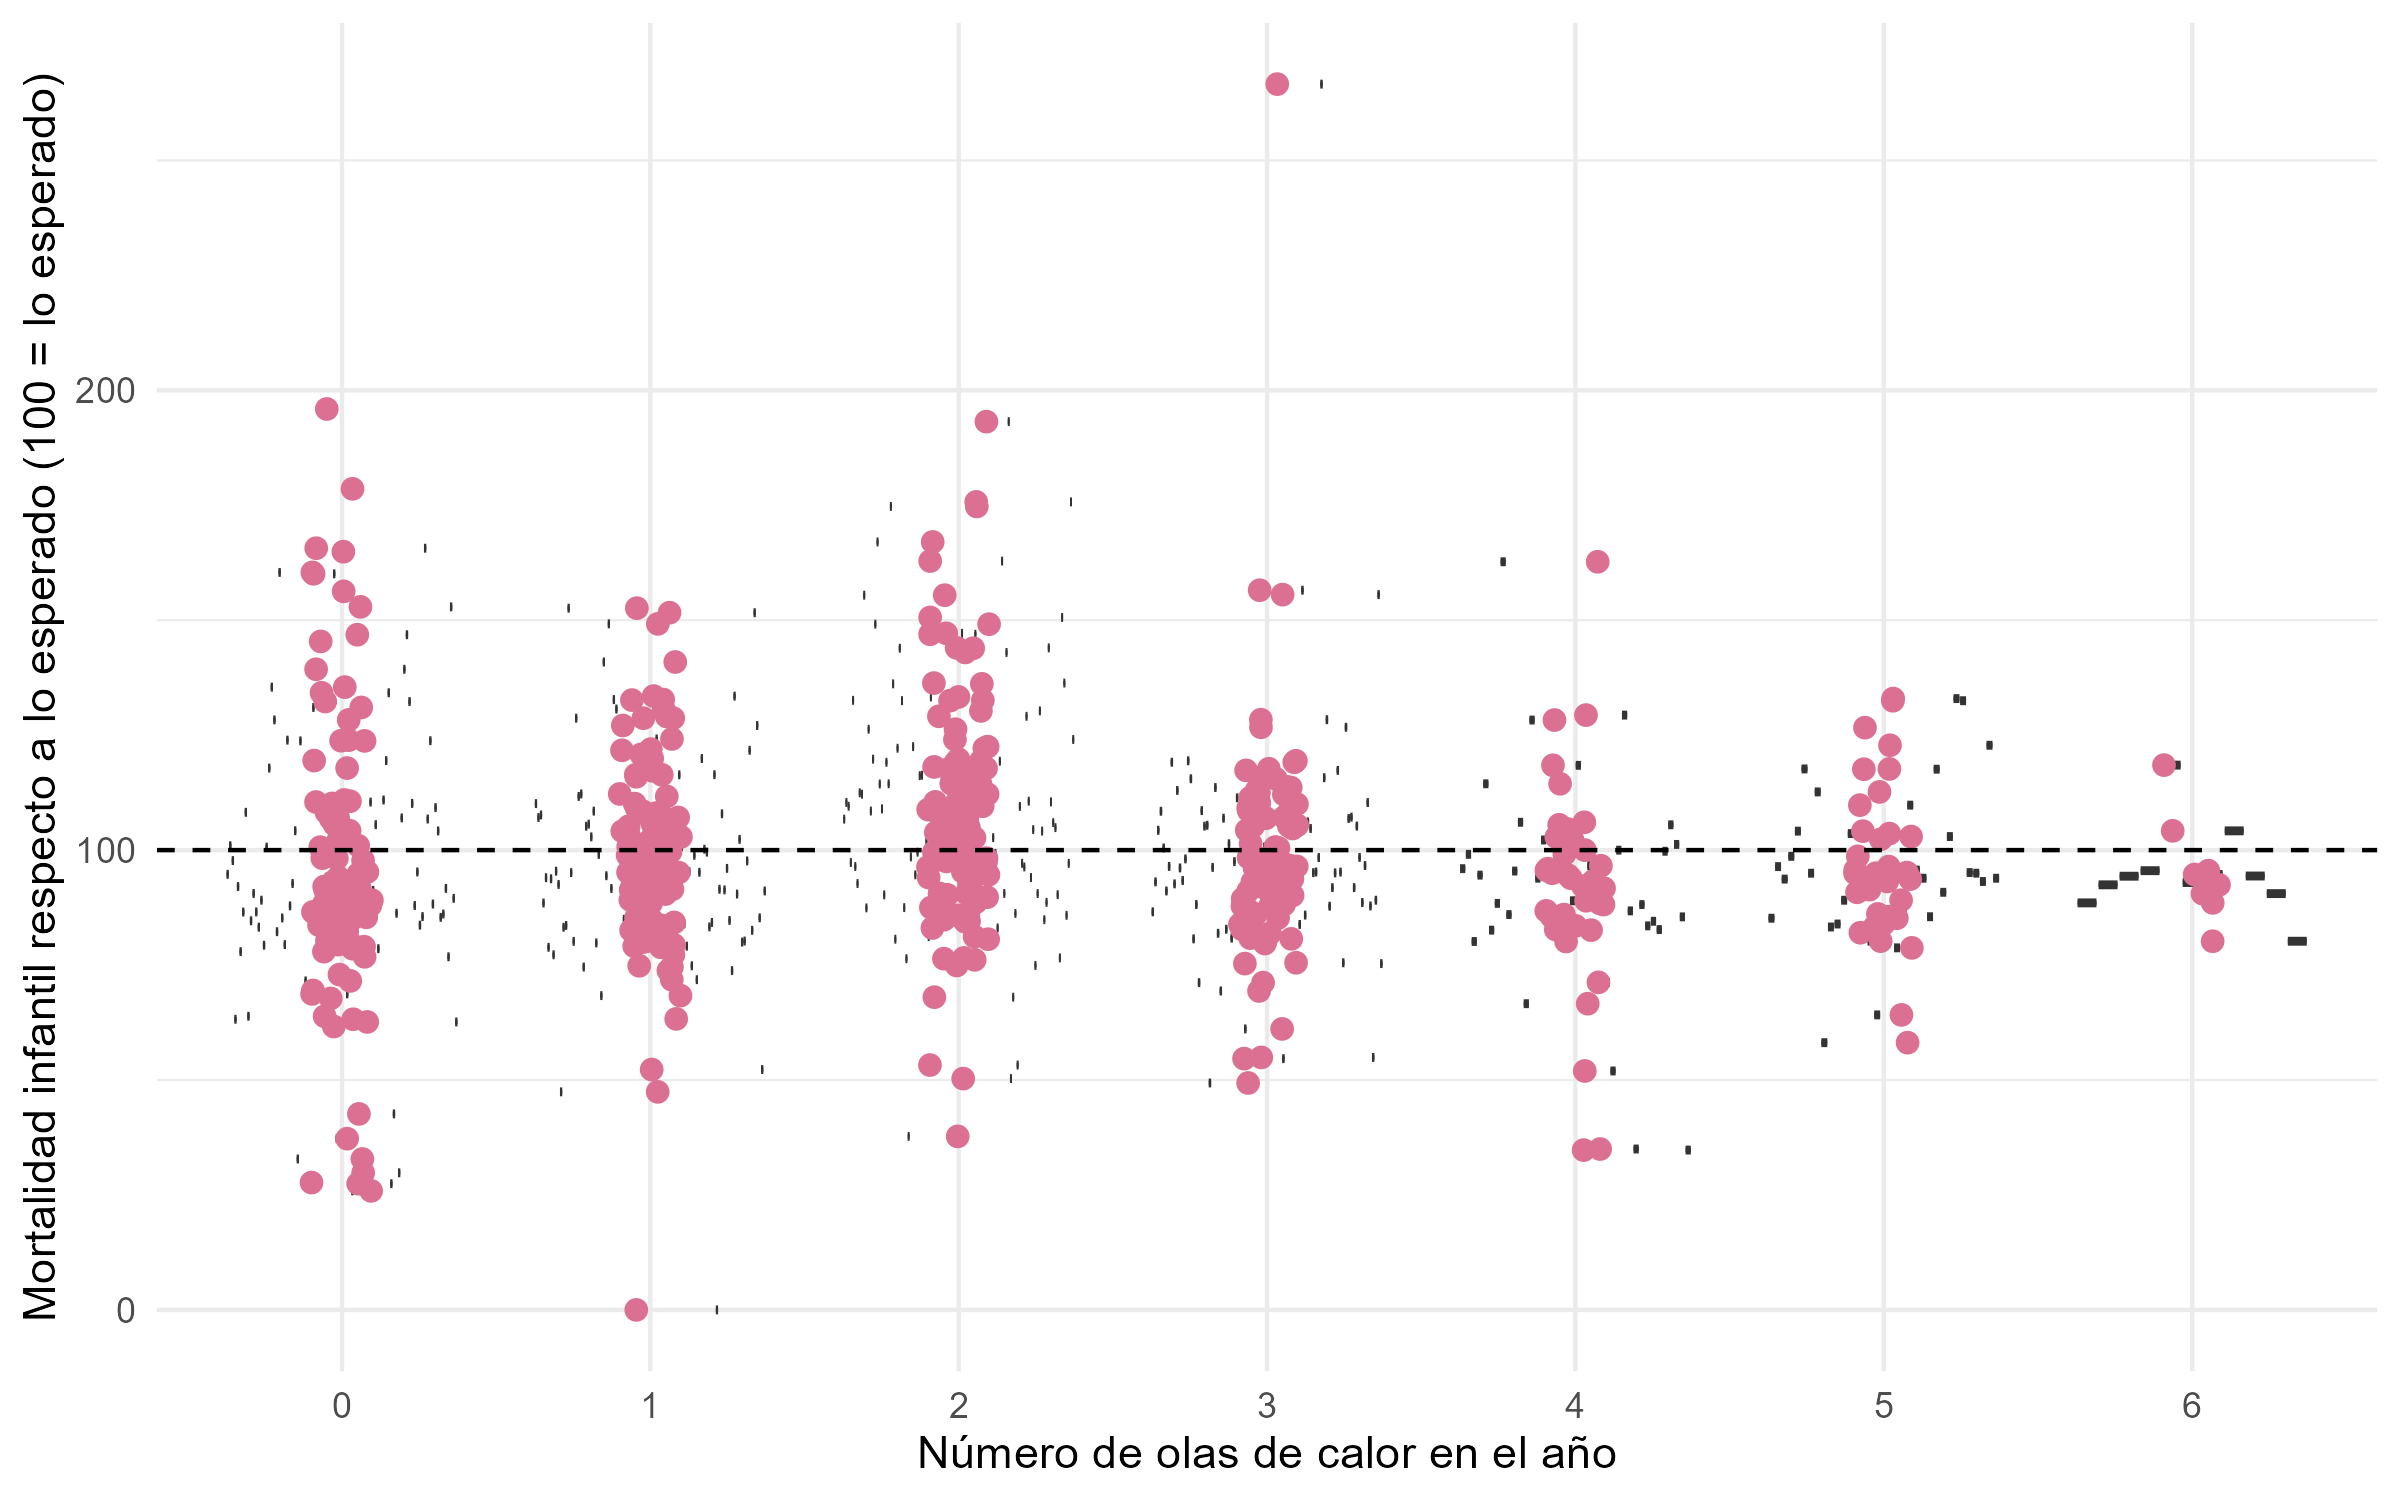 Mortalidad infantil respecto a lo esperado (100 = lo esperado)
200
100
0
0 1 2 3 4 5 6
Número de olas de calor en el año